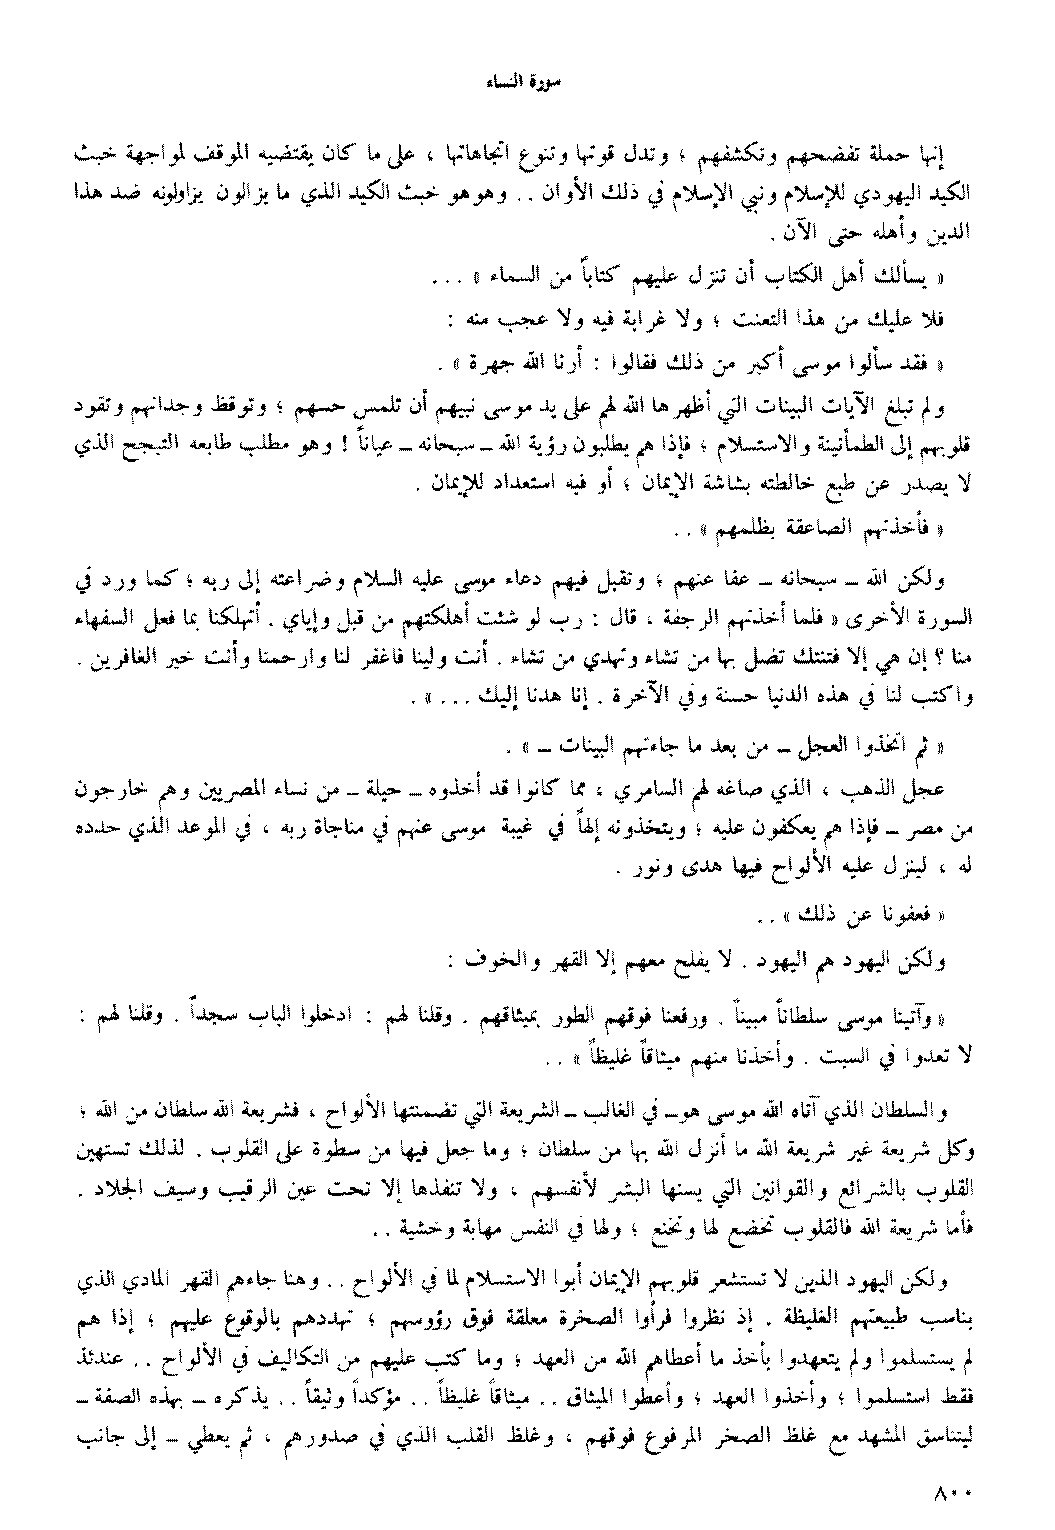 سورة النساء
إنها حملة تفضحهم وتكشفهم ؛ وتدل قوتها وتنوع اتجاهاتها ، على ما كان يقتضيه الموقف لمواجهة خبث
الكيد اليهودي للإسلام ونبي الإسلام في ذلك الأوان .. وهو هو خبث الكيد الذي ما يزالون يزاولونه ضد هذا
الدين وأهله حتى الآن .
« يسألك أهل الكتاب أن تنزل عليهم كتاباً من السماء » ...
فلا عليك من هذا التعنت ؛ ولا غرابة فيه ولا عجب منه :
« فقد سألوا موسى أكبر من ذلك فقالوا : أرنا الله جهرة » .
ولم تبلغ الآيات البينات التي أظهرها الله لهم على يد موسى نبيهم أن تلمس حسهم ؛ وتوقظ وجدانهم وتقود
قلوبهم إلى الطمأنينة والاستسلام ؛ فإذا هم يطلبون رؤية الله – سبحانه – عياناً ! وهو مطلب طابعه التبجح الذي
لا يصدر عن طبع خالطته بشاشة الإيمان ؛ أو فيه استعداد للإيمان .
« فأخذتهم الصاعقة بظلمهم » ..
ولكن الله – سبحانه – عفا عنهم ؛ وتقبل فيهم دعاء موسى عليه السلام وضراعته إلى ربه ؛ كما ورد في
السورة الأخرى « فلما أخذتهم الرجفة ، قال : رب لو شئت أهلكتهم من قبل وإياي . أتهلكنا بما فعل السفهاء
منا ؟ إن هي إلا فتنتك تضل بها من تشاء وتهدي من تشاء . أنت ولينا فاغفر لنا وارحمنا وأنت خير الغافرين .
واكتب لنا في هذه الدنيا حسنة وفي الآخرة . إنا هدنا إليك ... » .
« ثم اتخذوا العجل – من بعد ما جاءتهم البينات – » .
عجل الذهب ، الذي صاغه لهم السامري ، مما كانوا قد أخذوه – حيلة – من نساء المصريين وهم خارجون
من مصر – فإذا هم يعكفون عليه ؛ ويتخذونه إلهاً في غيبة موسى عنهم في مناجاة ربه ، في الموعد الذي حدده
له ، لينزل عليه الألواح فيها هدى ونور .
« فعفونا عن ذلك » ..
ولكن اليهود هم اليهود . لا يفلح معهم إلا القهر والخوف :
« وآتينا موسى سلطاناً مبيناً . ورفعنا فوقهم الطور بميثاقهم . وقلنا لهم : ادخلوا الباب سجداً . وقلنا لهم :
لا تعدوا في السبت . وأخذنا منهم ميثاقاً غليظاً » ..
والسلطان الذي آتاه الله موسى هو – في الغالب – الشريعة التي تضمنتها الألواح ، فشريعة الله سلطان من الله ؛
وكل شريعة غير شريعة الله ما أنزل الله بها من سلطان ؛ وما جعل فيها من سطوة على القلوب . لذلك تستهين
القلوب بالشرائع والقوانين التي يسنها البشر لأنفسهم ، ولا تنفذها إلا تحت عين الرقيب وسيف الجلاد .
فأما شريعة الله فالقلوب تخضع لها وتخنع ؛ ولها في النفس مهابة وخشية ..
ولكن اليهود الذين لا تستشعر قلوبهم الإيمان أبوا الاستسلام لما في الألواح .. وهنا جاءهم القهر المادي الذي
يناسب طبيعتهم الغليظة . إذ نظروا فرأوا الصخرة معلقة فوق رؤوسهم ؛ تهددهم بالوقوع عليهم ؛ إذا هم
لم يستسلموا ولم يتعهدوا بأخذ ما أعطاهم الله من العهد ؛ وما كتب عليهم من التكاليف في الألواح .. عندئذ
فقط استسلموا ؛ وأخذوا العهد ؛ وأعطوا الميثاق .. ميثاقاً غليظاً .. مؤكداً وثيقاً .. يذكره – بهذه الصفة –
ليتناسق المشهد مع غلظ الصخر المرفوع فوقهم ، وغلظ القلب الذي في صدورهم ، ثم يعطي – إلى جانب
٨٠٠